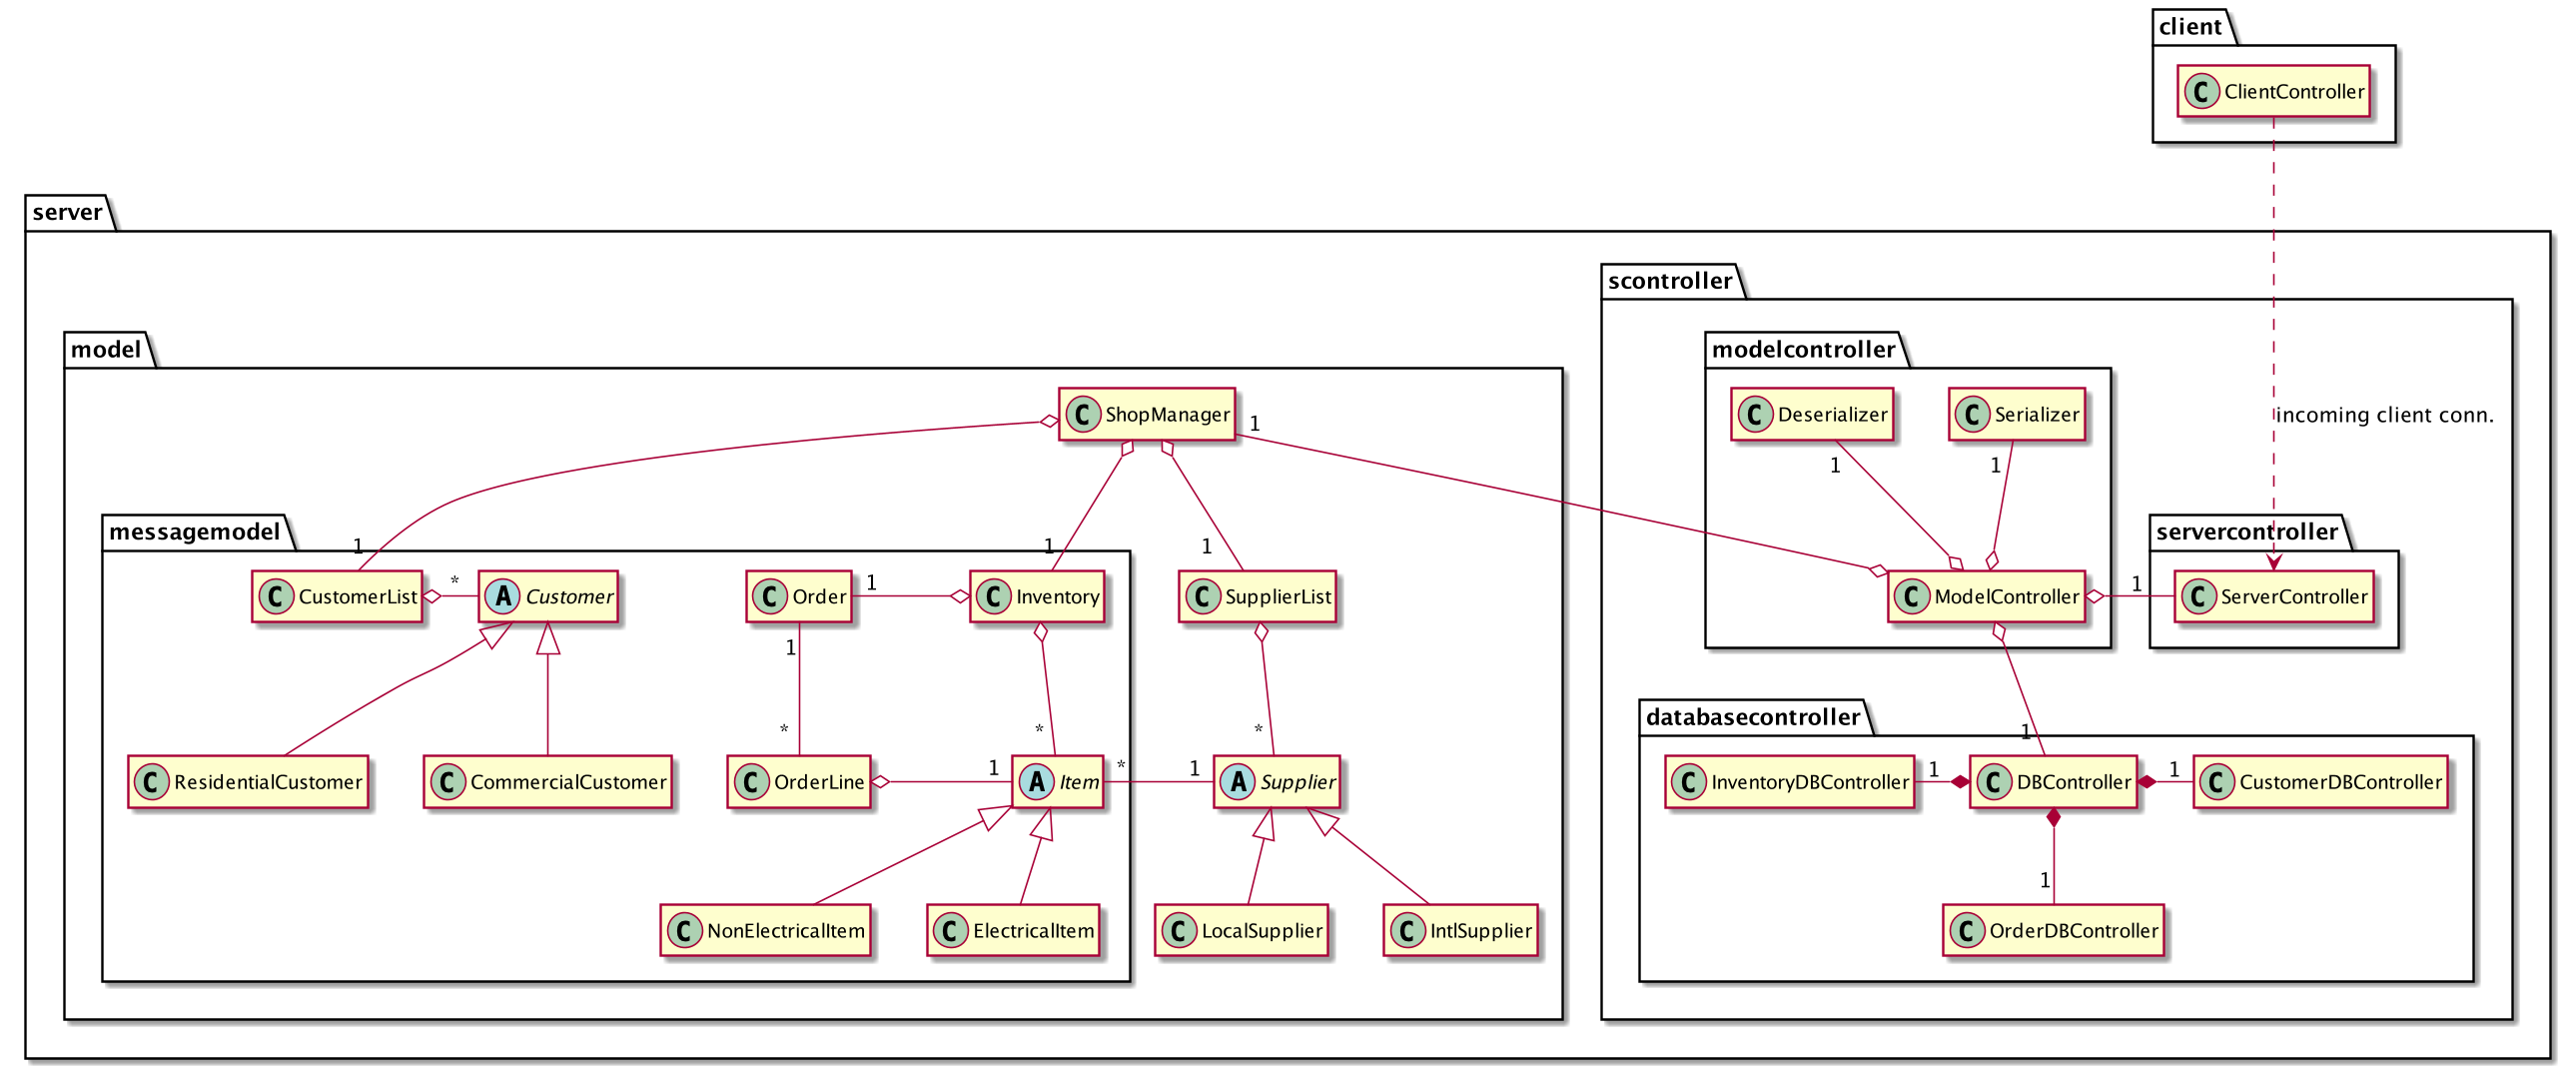 client
C ClientController
server
scontroller
model
modelcontroller
C ShopManager
1
C Deserializer
C Serializer
incoming client conn.
1
1
messagemodel
servercontroller
1
1
1
C CustomerList
*
A Customer
C Order
1
C Inventory
C SupplierList
C ModelController
1
C ServerController
1
*
*
*
databasecontroller
1
C ResidentialCustomer
C CommercialCustomer
C OrderLine
1
A Item
*
1
A Supplier
C InventoryDBController
1
C DBController
1
C CustomerDBController
1
C NonElectricalItem
C ElectricalItem
C LocalSupplier
C IntlSupplier
C OrderDBController